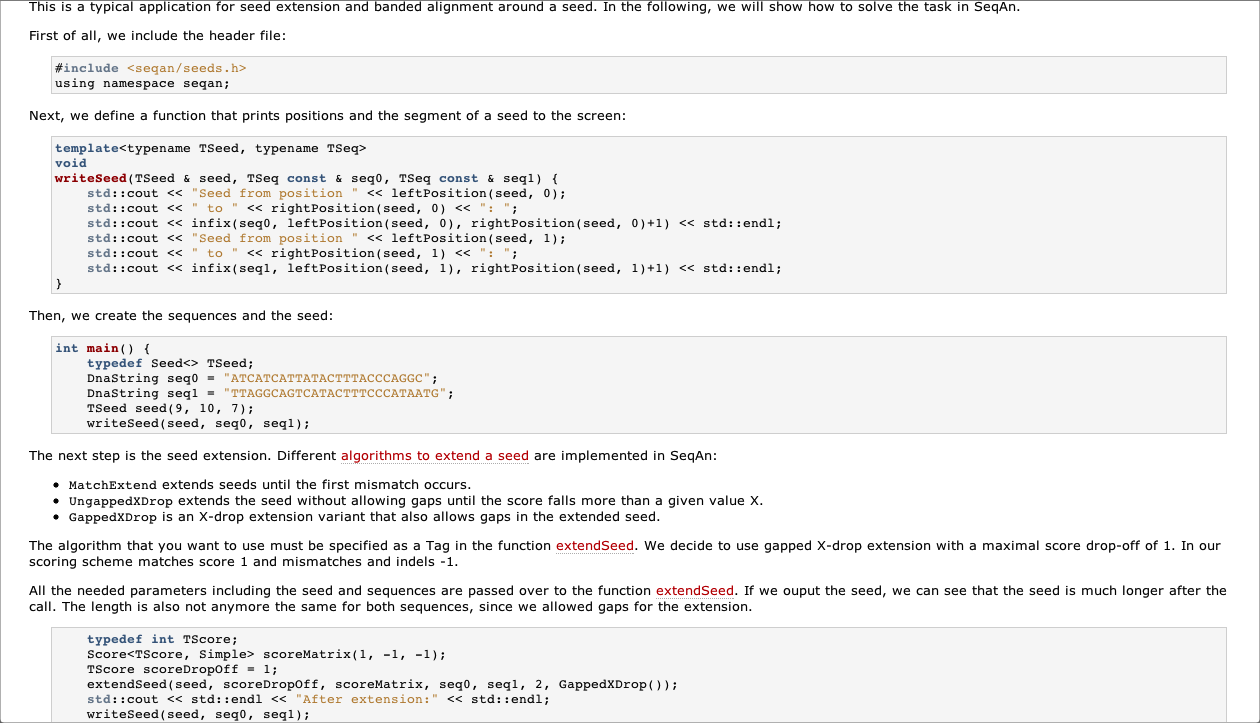 This is a typical application for seed extension and banded alignment around a seed. In the following, we will show how to solve the task in SeqAn.
First of all, we include the header file:
#include <seqan/seeds.h>
using namespace seqan;
Next, we define a function that prints positions and the segment of a seed to the screen:
template<typename TSeed, typename TSeq>
void
writeSeed(TSeed & seed, TSeq const & seq0, TSeq const & seq1) {
    std::cout << "Seed from position " << leftPosition(seed, 0);
    std::cout << " to " << rightPosition(seed, 0) << ": ";
    std::cout << infix(seq0, leftPosition(seed, 0), rightPosition(seed, 0)+1) << std::endl;
    std::cout << "Seed from position " << leftPosition(seed, 1);
    std::cout << " to " << rightPosition(seed, 1) << ": ";
    std::cout << infix(seq1, leftPosition(seed, 1), rightPosition(seed, 1)+1) << std::endl;
}
Then, we create the sequences and the seed:
int main() {
    typedef Seed<> TSeed;
    DnaString seq0 = "ATCATCATTATACTTTACCCAGGC";
    DnaString seq1 = "TTAGGCAGTCATACTTTCCCATAATG";
    TSeed seed(9, 10, 7);
    writeSeed(seed, seq0, seq1);
The next step is the seed extension. Different algorithms to extend a seed are implemented in SeqAn:
• MatchExtend extends seeds until the first mismatch occurs.
• UngappedXDrop extends the seed without allowing gaps until the score falls more than a given value X.
• GappedXDrop is an X-drop extension variant that also allows gaps in the extended seed.
The algorithm that you want to use must be specified as a Tag in the function extendSeed. We decide to use gapped X-drop extension with a maximal score drop-off of 1. In our
scoring scheme matches score 1 and mismatches and indels -1.
All the needed parameters including the seed and sequences are passed over to the function extendSeed. If we ouput the seed, we can see that the seed is much longer after the
call. The length is also not anymore the same for both sequences, since we allowed gaps for the extension.
    typedef int TScore;
    Score<TScore, Simple> scoreMatrix(1, -1, -1);
    TScore scoreDropOff = 1;
    extendSeed(seed, scoreDropOff, scoreMatrix, seq0, seq1, 2, GappedXDrop());
    std::cout << std::endl << "After extension:" << std::endl;
    writeSeed(seed, seq0, seq1);